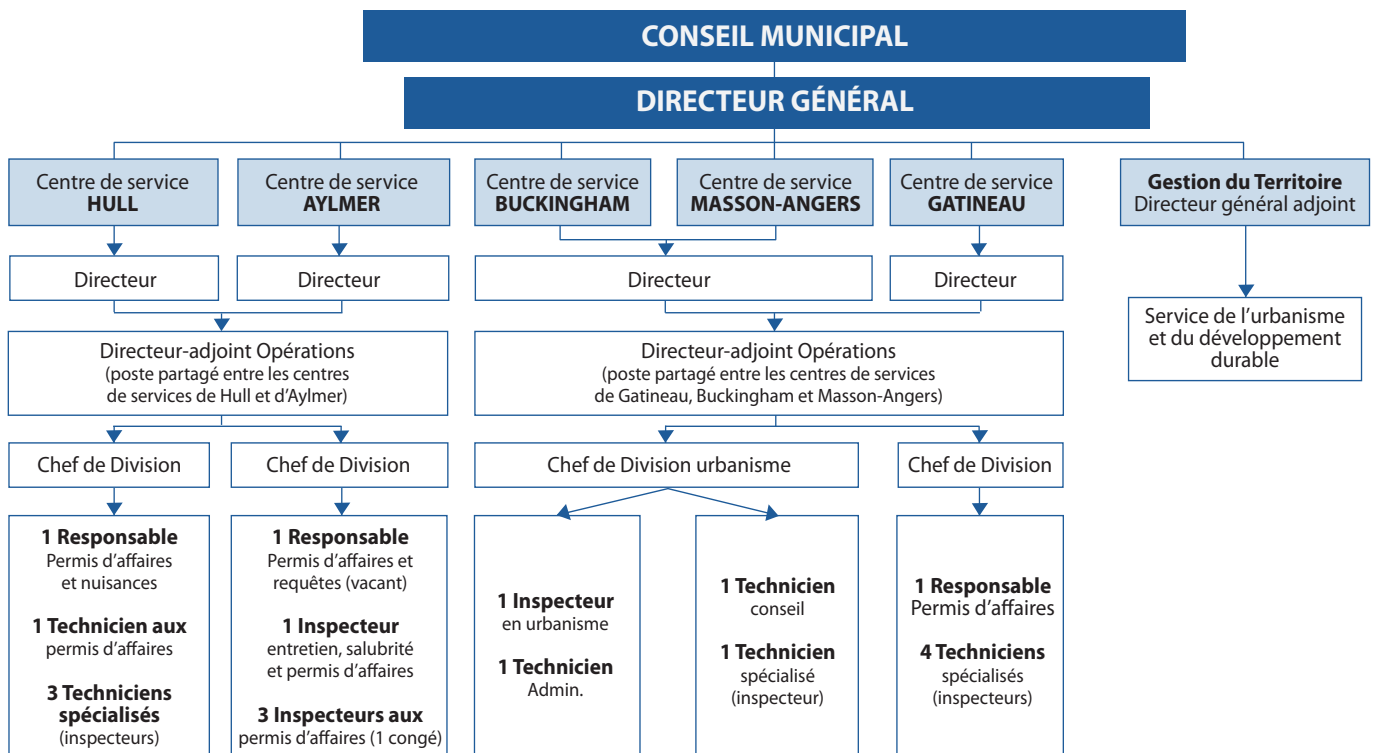 CONSEIL MUNICIPAL
DIRECTEUR GÉNÉRAL
Centre de service
HULL
Centre de service
AYLMER
Centre de service
BUCKINGHAM
Centre de service
MASSON-ANGERS
Centre de service
GATINEAU
Gestion du Territoire
Directeur général adjoint
Directeur
Directeur
Directeur
Directeur
Service de l'urbanisme
et du développement
durable
Directeur-adjoint Opérations
(poste partagé entre les centres
de services de Hull et d'Aylmer)
Directeur-adjoint Opérations
(poste partagé entre les centres de services
de Gatineau, Buckingham et Masson-Angers)
Chef de Division
Chef de Division
Chef de Division urbanisme
Chef de Division
1 Responsable
Permis d'affaires
et nuisances
1 Technicien aux
permis d'affaires
3 Techniciens
spécialisés
(inspecteurs)
1 Responsable
Permis d'affaires et
requêtes (vacant)
1 Inspecteur
entretien, salubrité
et permis d'affaires
3 Inspecteurs aux
permis d'affaires (1 congé)
1 Inspecteur
en urbanisme
1 Technicien
Admin.
1 Technicien
conseil
1 Technicien
spécialisé
(inspecteur)
1 Responsable
Permis d'affaires
4 Techniciens
spécialisés
(inspecteurs)